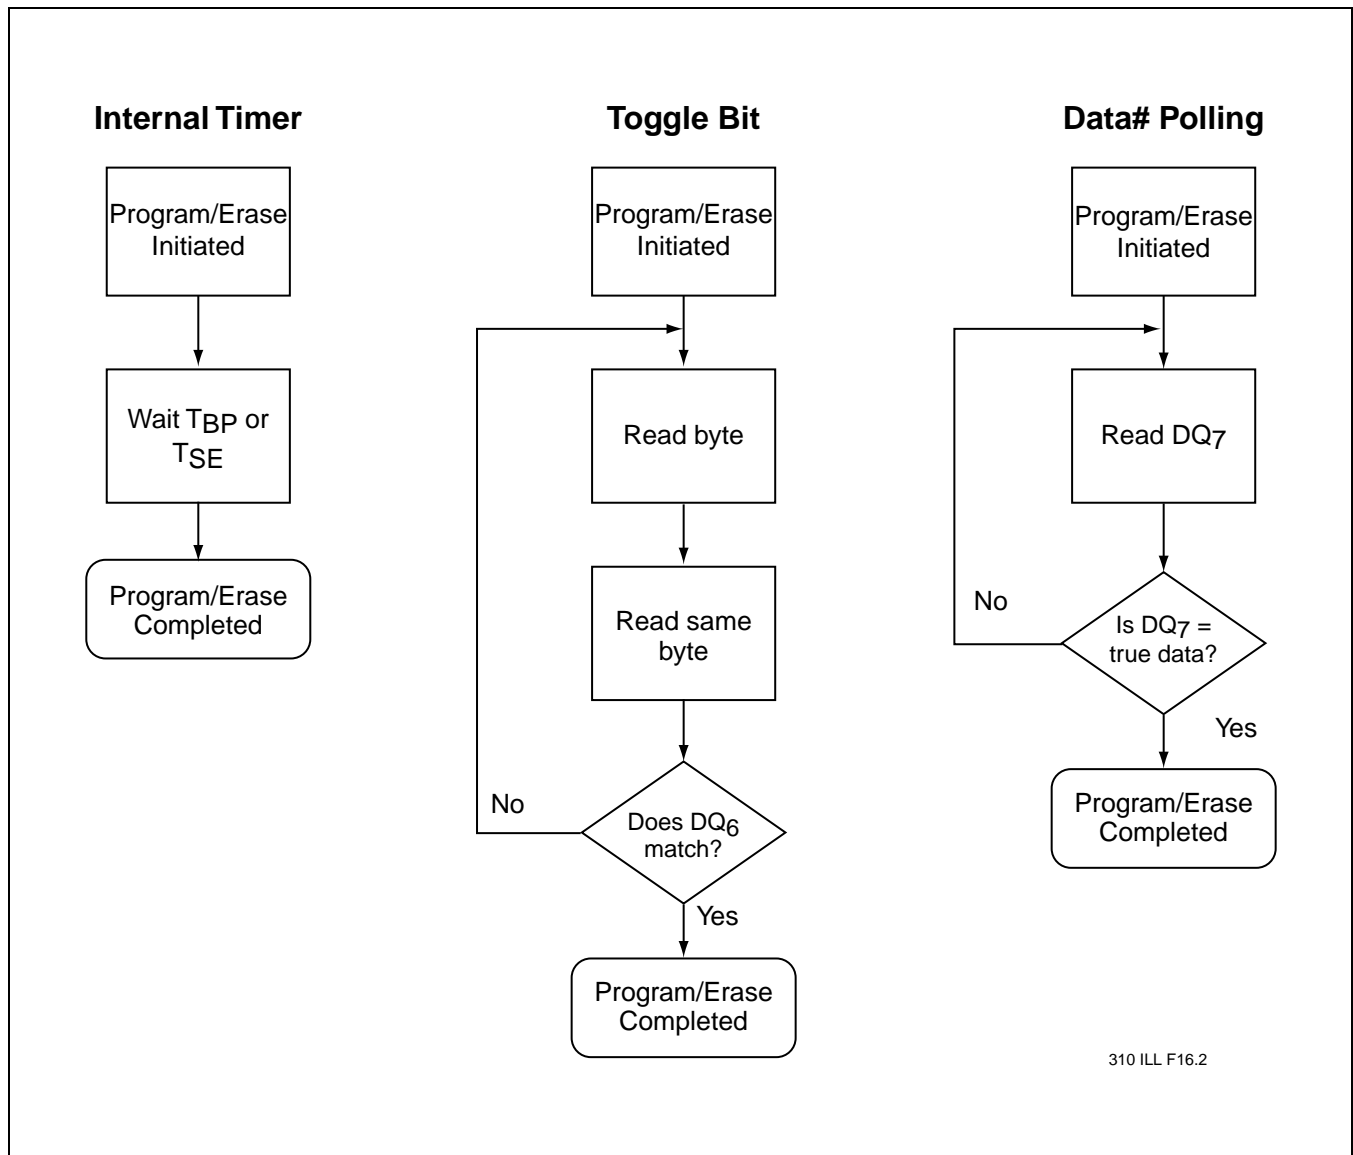 Internal Timer
Program/Erase
Initiated
Wait TBP or
TSE
Program/Erase
Completed
Toggle Bit
Program/Erase
Initiated
Read byte
Read same
byte
Does DQ6
match?
No
Yes
Program/Erase
Completed
Data# Polling
Program/Erase
Initiated
Read DQ7
Is DQ7 =
true data?
No
Yes
Program/Erase
Completed
310 ILL F16.2